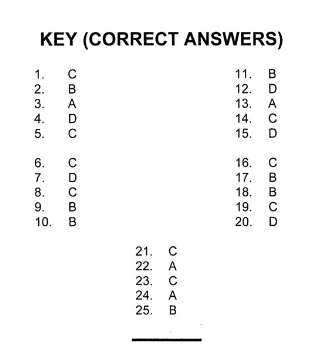 KEY (CORRECT ANSWERS)
1. C
2. B
3. A
4. D
5. C
6. C
7. D
8. C
9. B
10. B
11. B
12. D
13. A
14. C
15. D
16. C
17. B
18. B
19. C
20. D
21. C
22. A
23. C
24. A
25. B